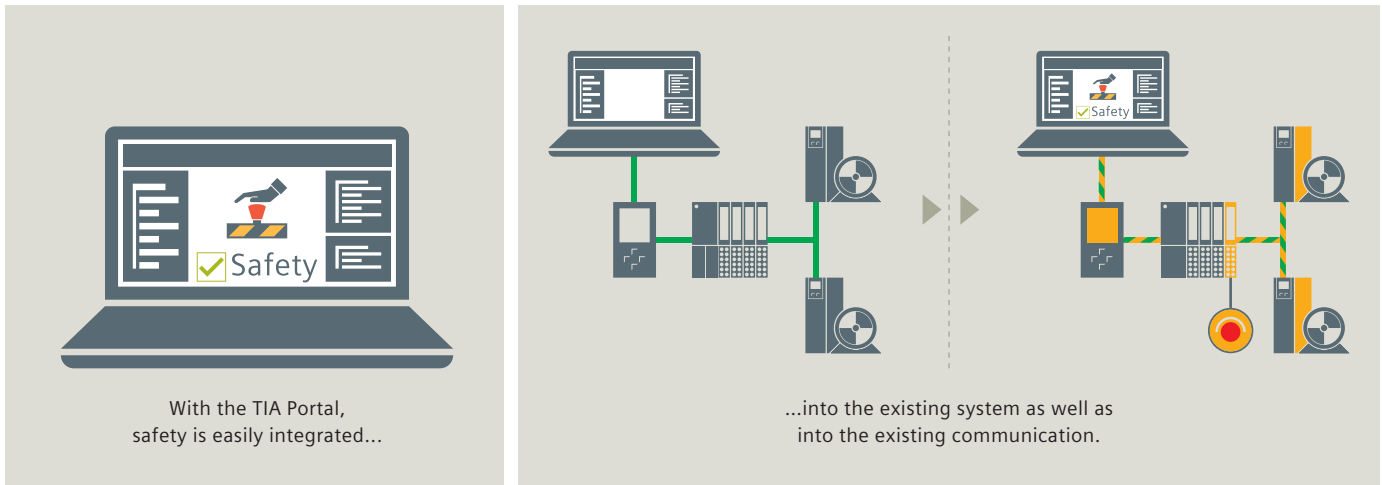 Safety
With the TIA Portal,
safety is easily integrated...
Safety
...into the existing system as well as
into the existing communication.